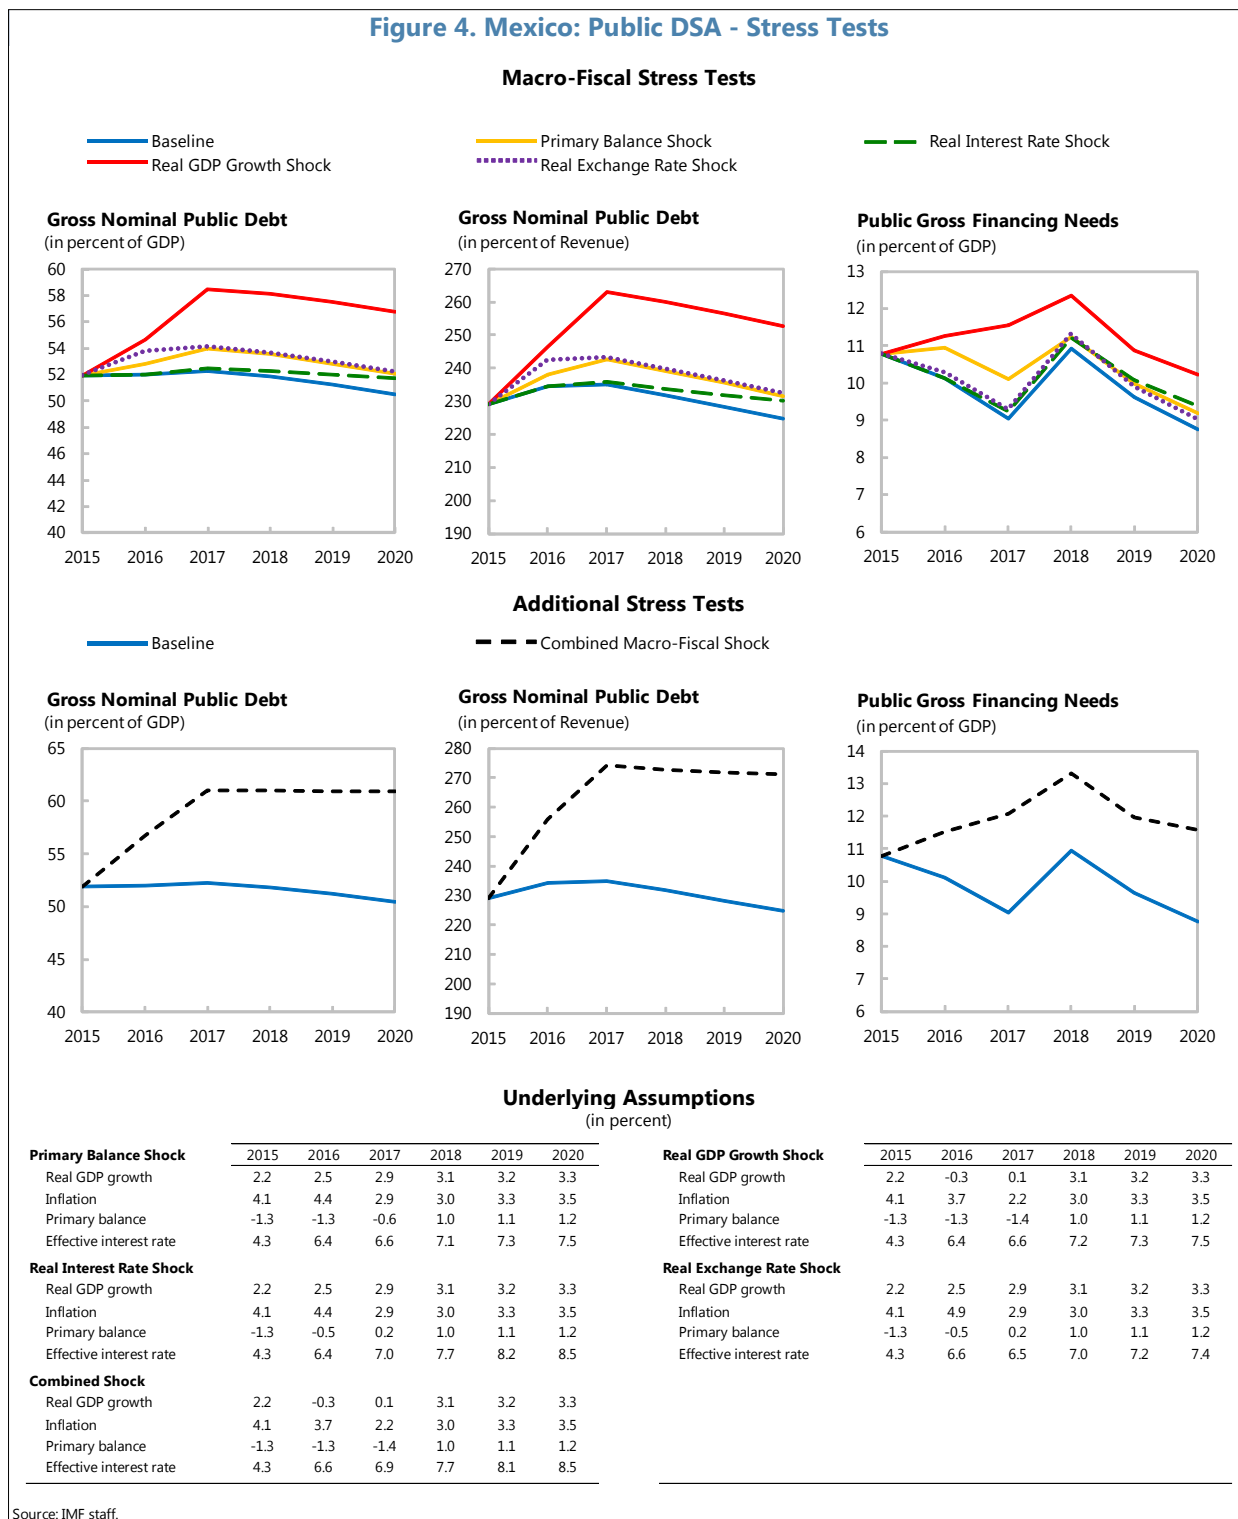 Figure 4. Mexico: Public DSA - Stress Tests
Macro-Fiscal Stress Tests
Baseline
Primary Balance Shock
Real Interest Rate Shock
Real GDP Growth Shock
Real Exchange Rate Shock
Gross Nominal Public Debt
(in percent of GDP)
60
58
56
54
52
50
48
46
44
42
40
2015 2016 2017 2018 2019 2020
Gross Nominal Public Debt
(in percent of Revenue)
270
260
250
240
230
220
210
200
190
2015 2016 2017 2018 2019 2020
Public Gross Financing Needs
(in percent of GDP)
13
12
11
10
9
8
7
6
2015 2016 2017 2018 2019 2020
Additional Stress Tests
Baseline
Combined Macro-Fiscal Shock
Gross Nominal Public Debt
(in percent of GDP)
65
60
55
50
45
40
2015 2016 2017 2018 2019 2020
Gross Nominal Public Debt
(in percent of Revenue)
280
270
260
250
240
230
220
210
200
190
2015 2016 2017 2018 2019 2020
Public Gross Financing Needs
(in percent of GDP)
14
13
12
11
10
9
8
7
6
2015 2016 2017 2018 2019 2020
Underlying Assumptions
(in percent)
Primary Balance Shock 2015 2016 2017 2018 2019 2020
Real GDP growth 2.2 2.5 2.9 3.1 3.2 3.3
Inflation 4.1 4.4 2.9 3.0 3.3 3.5
Primary balance -1.3 -1.3 -0.6 1.0 1.1 1.2
Effective interest rate 4.3 6.4 6.6 7.1 7.3 7.5
Real Interest Rate Shock
Real GDP growth 2.2 2.5 2.9 3.1 3.2 3.3
Inflation 4.1 4.4 2.9 3.0 3.3 3.5
Primary balance -1.3 -0.5 0.2 1.0 1.1 1.2
Effective interest rate 4.3 6.4 7.0 7.7 8.2 8.5
Combined Shock
Real GDP growth 2.2 -0.3 0.1 3.1 3.2 3.3
Inflation 4.1 3.7 2.2 3.0 3.3 3.5
Primary balance -1.3 -1.3 -1.4 1.0 1.1 1.2
Effective interest rate 4.3 6.6 6.9 7.7 8.1 8.5
Real GDP Growth Shock 2015 2016 2017 2018 2019 2020
Real GDP growth 2.2 -0.3 0.1 3.1 3.2 3.3
Inflation 4.1 3.7 2.2 3.0 3.3 3.5
Primary balance -1.3 -1.3 -1.4 1.0 1.1 1.2
Effective interest rate 4.3 6.4 6.6 7.2 7.3 7.5
Real Exchange Rate Shock
Real GDP growth 2.2 2.5 2.9 3.1 3.2 3.3
Inflation 4.1 4.9 2.9 3.0 3.3 3.5
Primary balance -1.3 -0.5 0.2 1.0 1.1 1.2
Effective interest rate 4.3 6.6 6.5 7.0 7.2 7.4
Source: IMF staff.